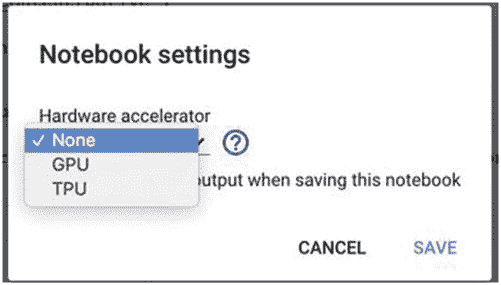 Notebook settings
Hardware accelerator
✓ None
GPU
TPU
output when saving this notebook
CANCEL SAVE